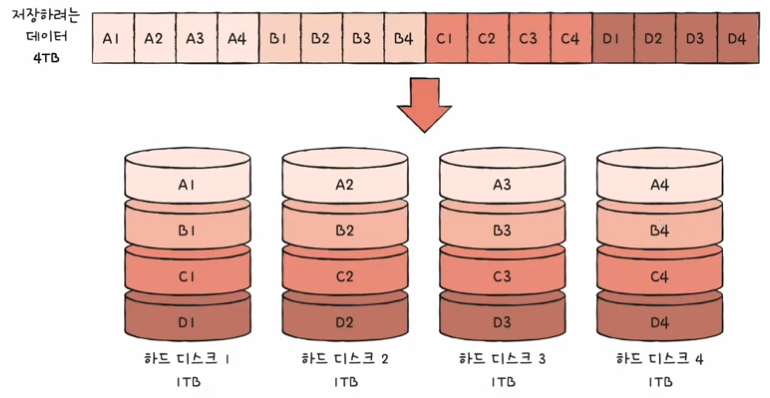 저장하려는
데이터
4TB
A1 A2 A3 A4 B1 B2 B3 B4 C1 C2 C3 C4 D1 D2 D3 D4
A1 A2 A3 A4
B1 B2 B3 B4
C1 C2 C3 C4
D1 D2 D3 D4
하드 디스크 1 하드 디스크 2 하드 디스크 3 하드 디스크 4
1TB 1TB 1TB 1TB